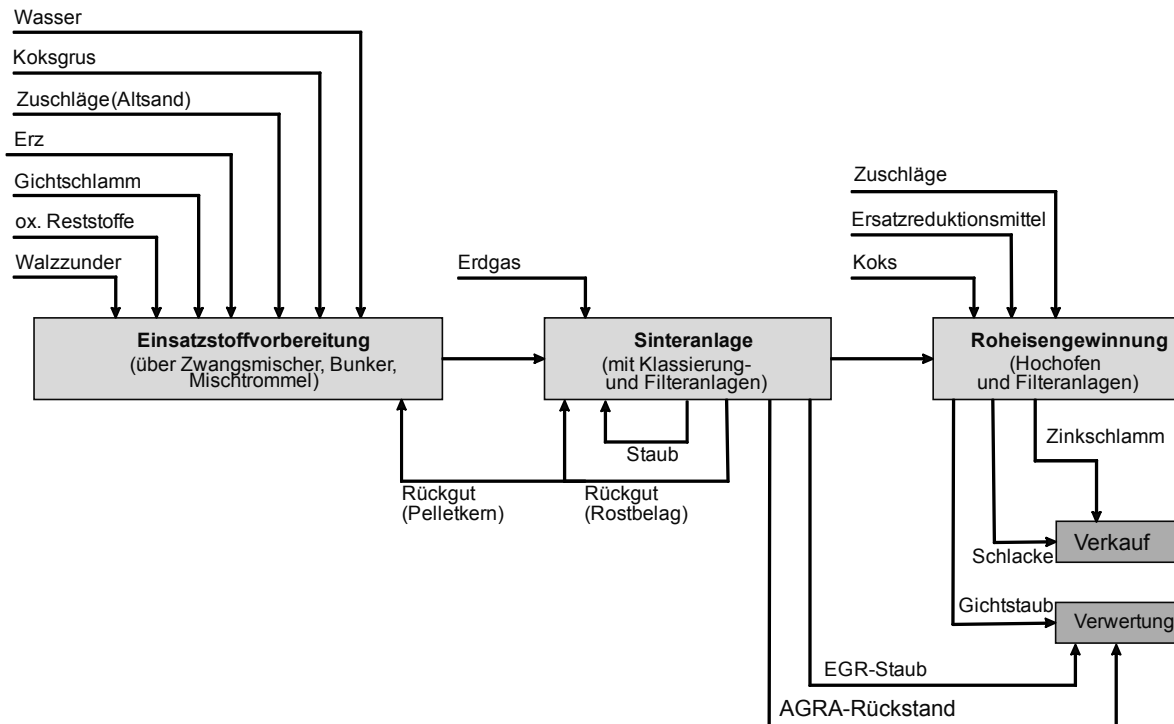 Wasser
Koksgrus
Zuschläge(Altsand)
Erz
Gichtschlamm
ox. Reststoffe
Walzzunder
Erdgas
Zuschläge
Ersatzreduktionsmittel
Koks
Einsatzstoffvorbereitung
(über Zwangsmischer, Bunker,
Mischtrommel)
Sinteranlage
(mit Klassierung-
und Filteranlagen)
Roheisengewinnung
(Hochofen
und Filteranlagen)
Staub
Rückgut
(Pelletkern)
Rückgut
(Rostbelag)
Zinkschlamm
Verkauf
Schlacke
Gichtstaub
Verwertung
EGR-Staub
AGRA-Rückstand